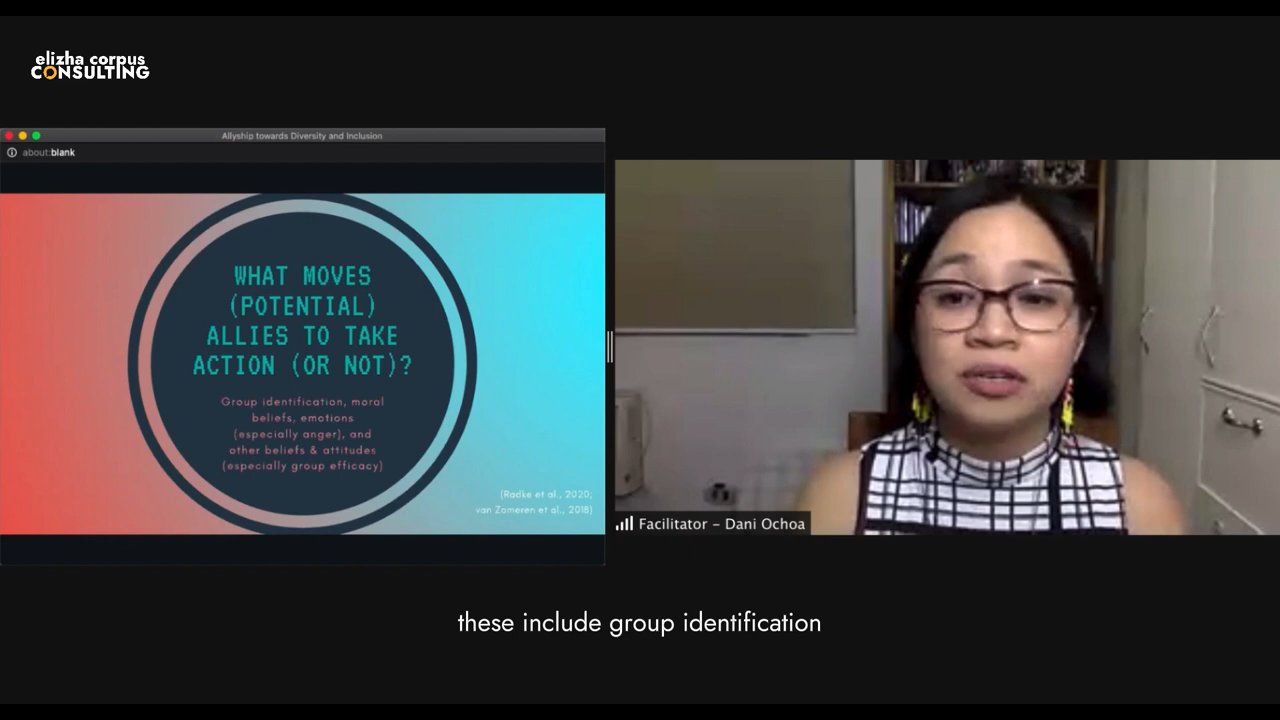 elizha corpus
CONSULTING
Allyship towards Diversity and Inclusion
about:blank
WHAT MOVES
(POTENTIAL)
ALLIES TO TAKE
ACTION (OR NOT)?
Group identification, moral
beliefs, emotions
(especially anger), and
other beliefs & attitudes
(especially group efficacy)
(Radke et al., 2020;
van Zomeren et al., 2018)
Facilitator – Dani Ochoa
these include group identification